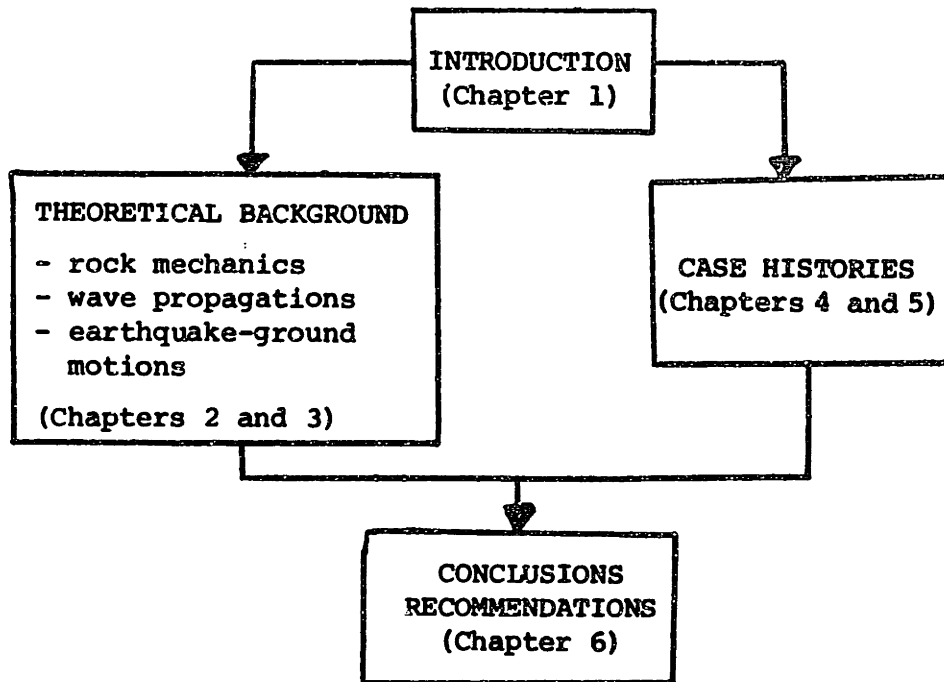 INTRODUCTION
(Chapter 1)
THEORETICAL BACKGROUND
- rock mechanics
- wave propagations
- earthquake-ground
motions
(Chapters 2 and 3)
CASE HISTORIES
(Chapters 4 and 5)
CONCLUSIONS
RECOMMENDATIONS
(Chapter 6)